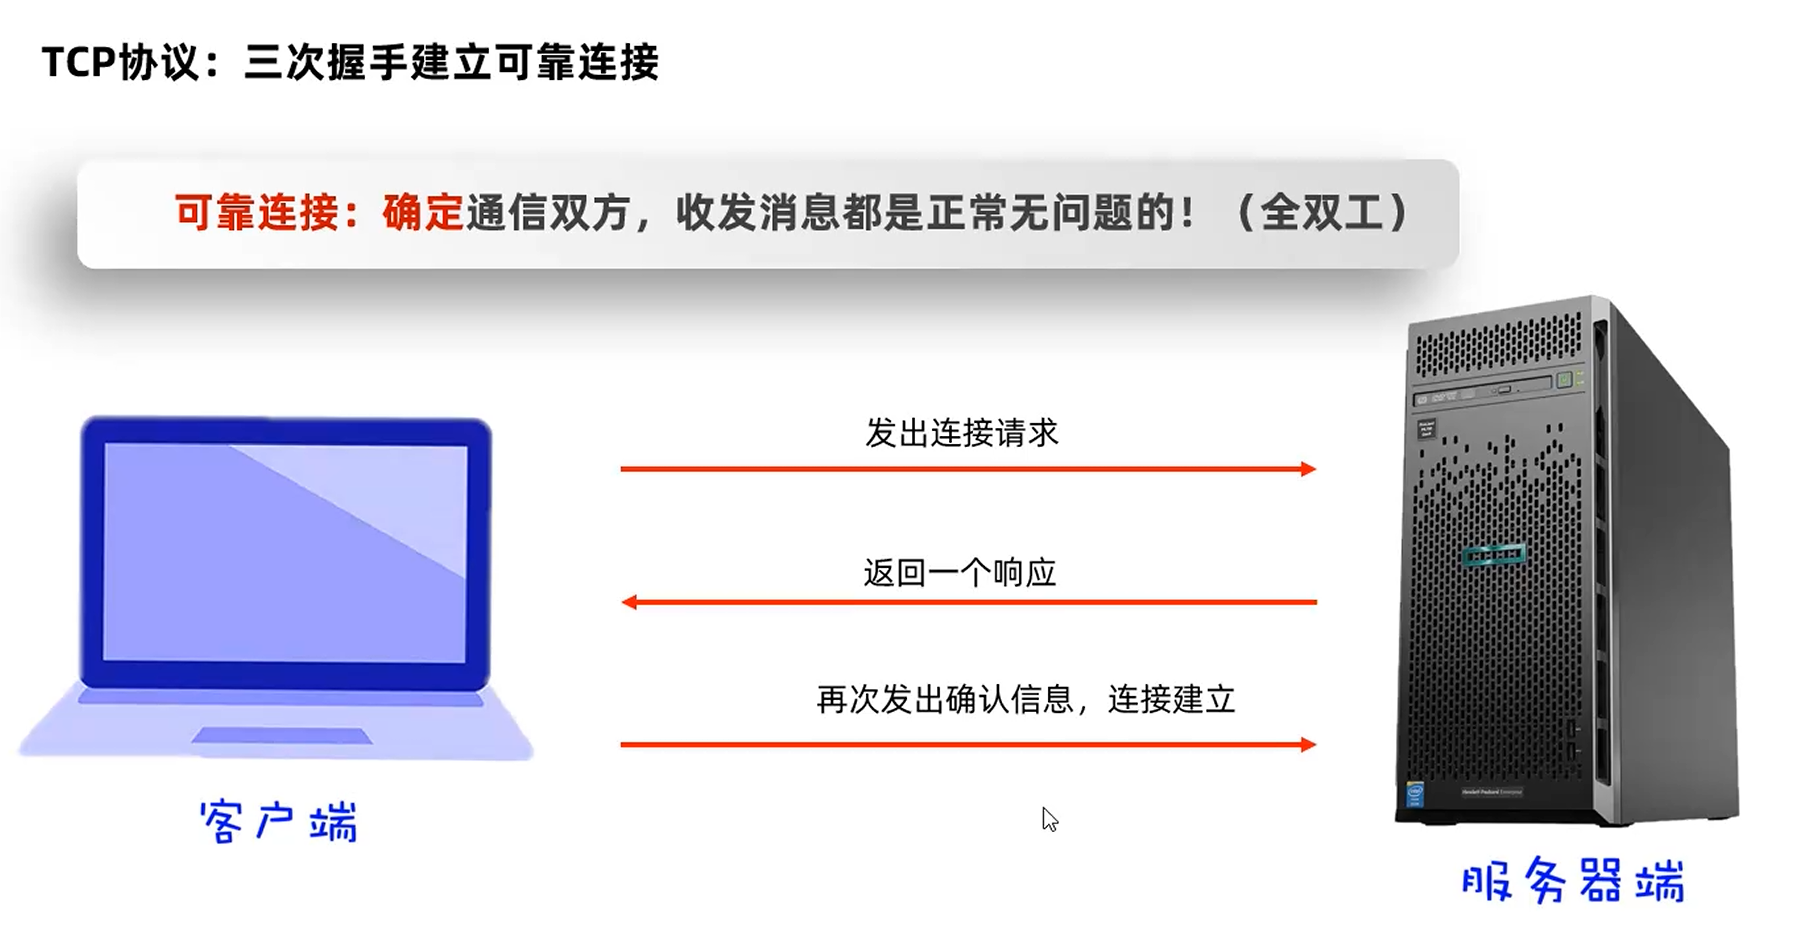 TCP协议：三次握手建立可靠连接
可靠连接：确定通信双方，收发消息都是正常无问题的！（全双工）
发出连接请求
返回一个响应
再次发出确认信息，连接建立
客户端
服务器端